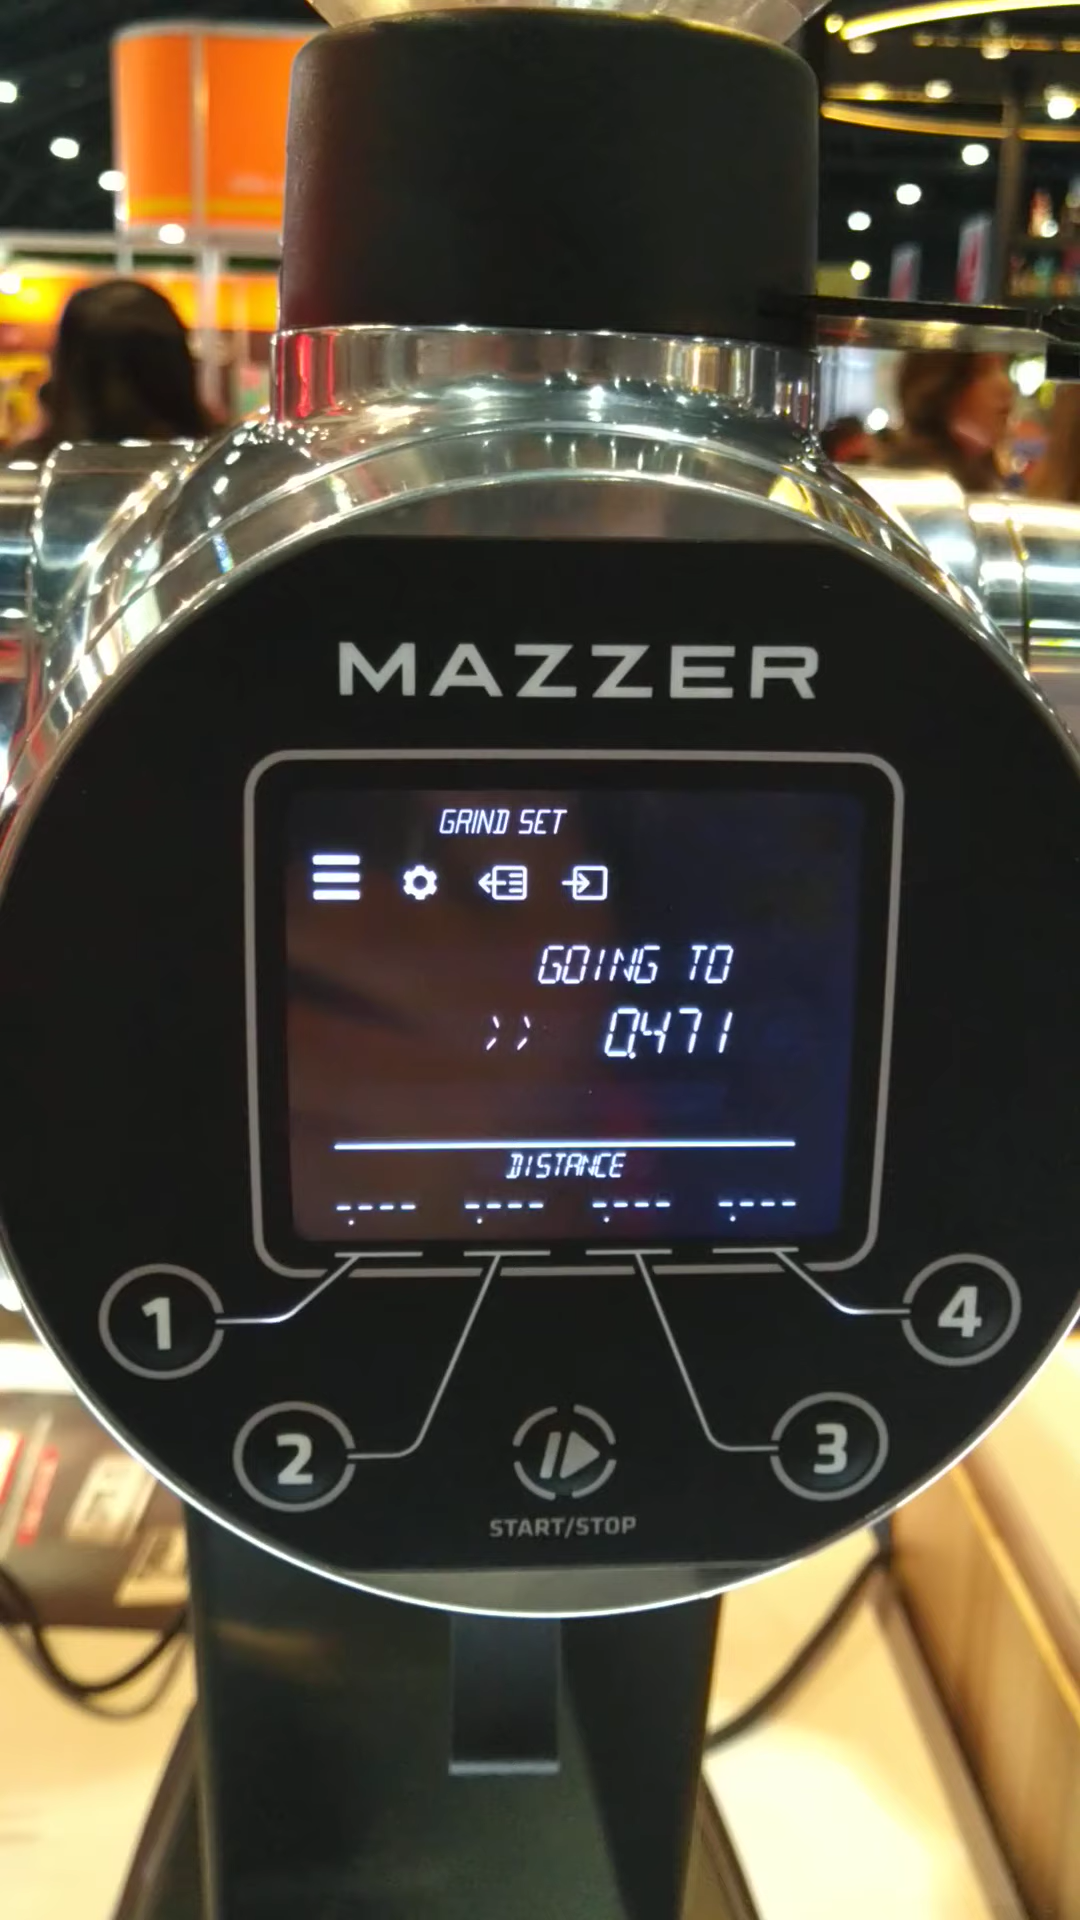 MAZZER
GRIND SET
GOING TO
>> 0.471
DISTANCE
-.--- -.--- -.--- -.---
1
4
2
3
START/STOP